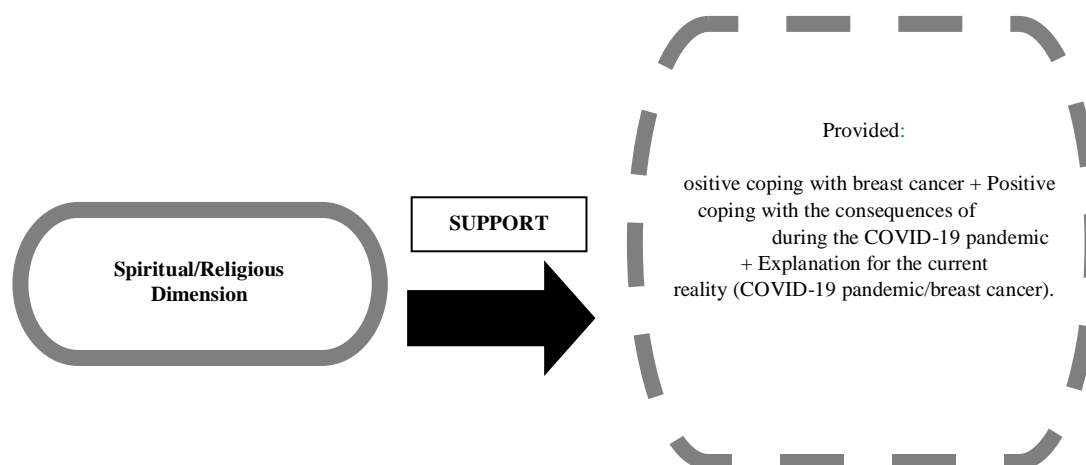 Spiritual/Religious
Dimension
SUPPORT
Provided:
ositive coping with breast cancer + Positive
coping with the consequences of
during the COVID-19 pandemic
+ Explanation for the current
reality (COVID-19 pandemic/breast cancer).